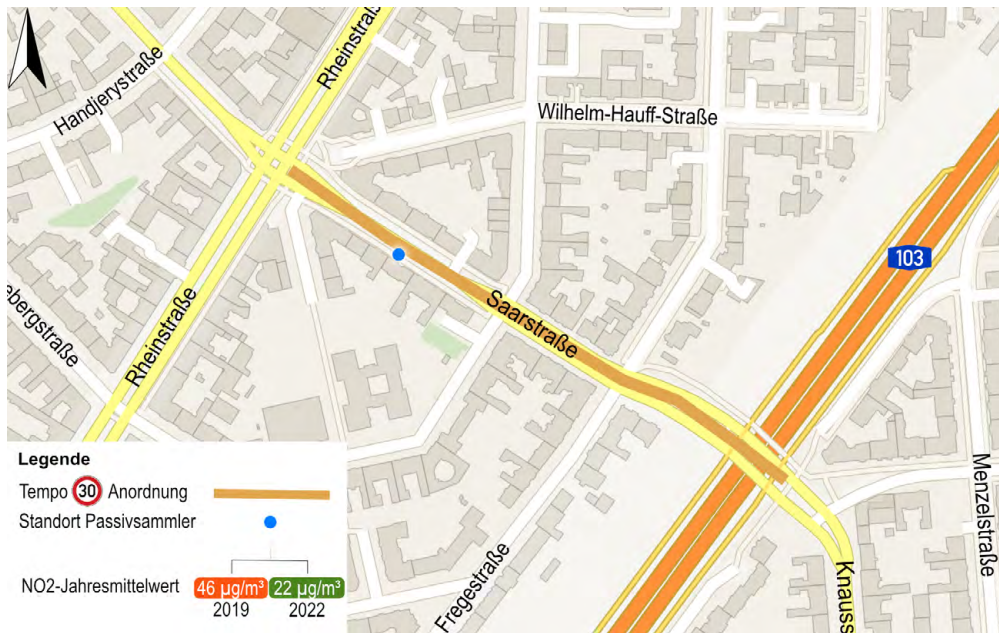 Rheinstraß
Handjerystraße
Wilhelm-Hauff-Straße
103
Saarstraße
ebergstraße
Rheinstraße
Menzelstraße
Fregestraße
Knauss
Legende
Tempo 30 Anordnung
Standort Passivsammler
NO2-Jahresmittelwert 46 µg/m³ 22 µg/m³
2019 2022